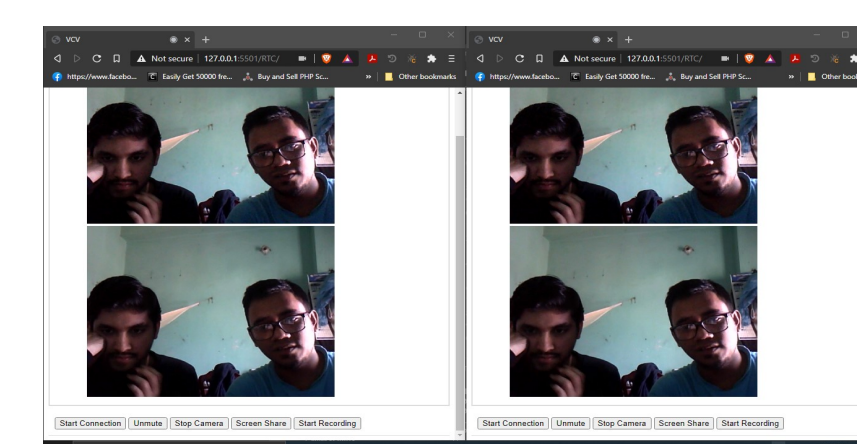 VCV
Not secure | 127.0.0.1:5501/RTC/
https://www.facebo... Easily Get 50000 fre... Buy and Sell PHP Sc... » Other bookmarks
Start Connection Unmute Stop Camera Screen Share Start Recording
VCV
Not secure | 127.0.0.1:5501/RTC/
https://www.facebo... Easily Get 50000 fre... Buy and Sell PHP Sc... » Other bool
Start Connection Unmute Stop Camera Screen Share Start Recording